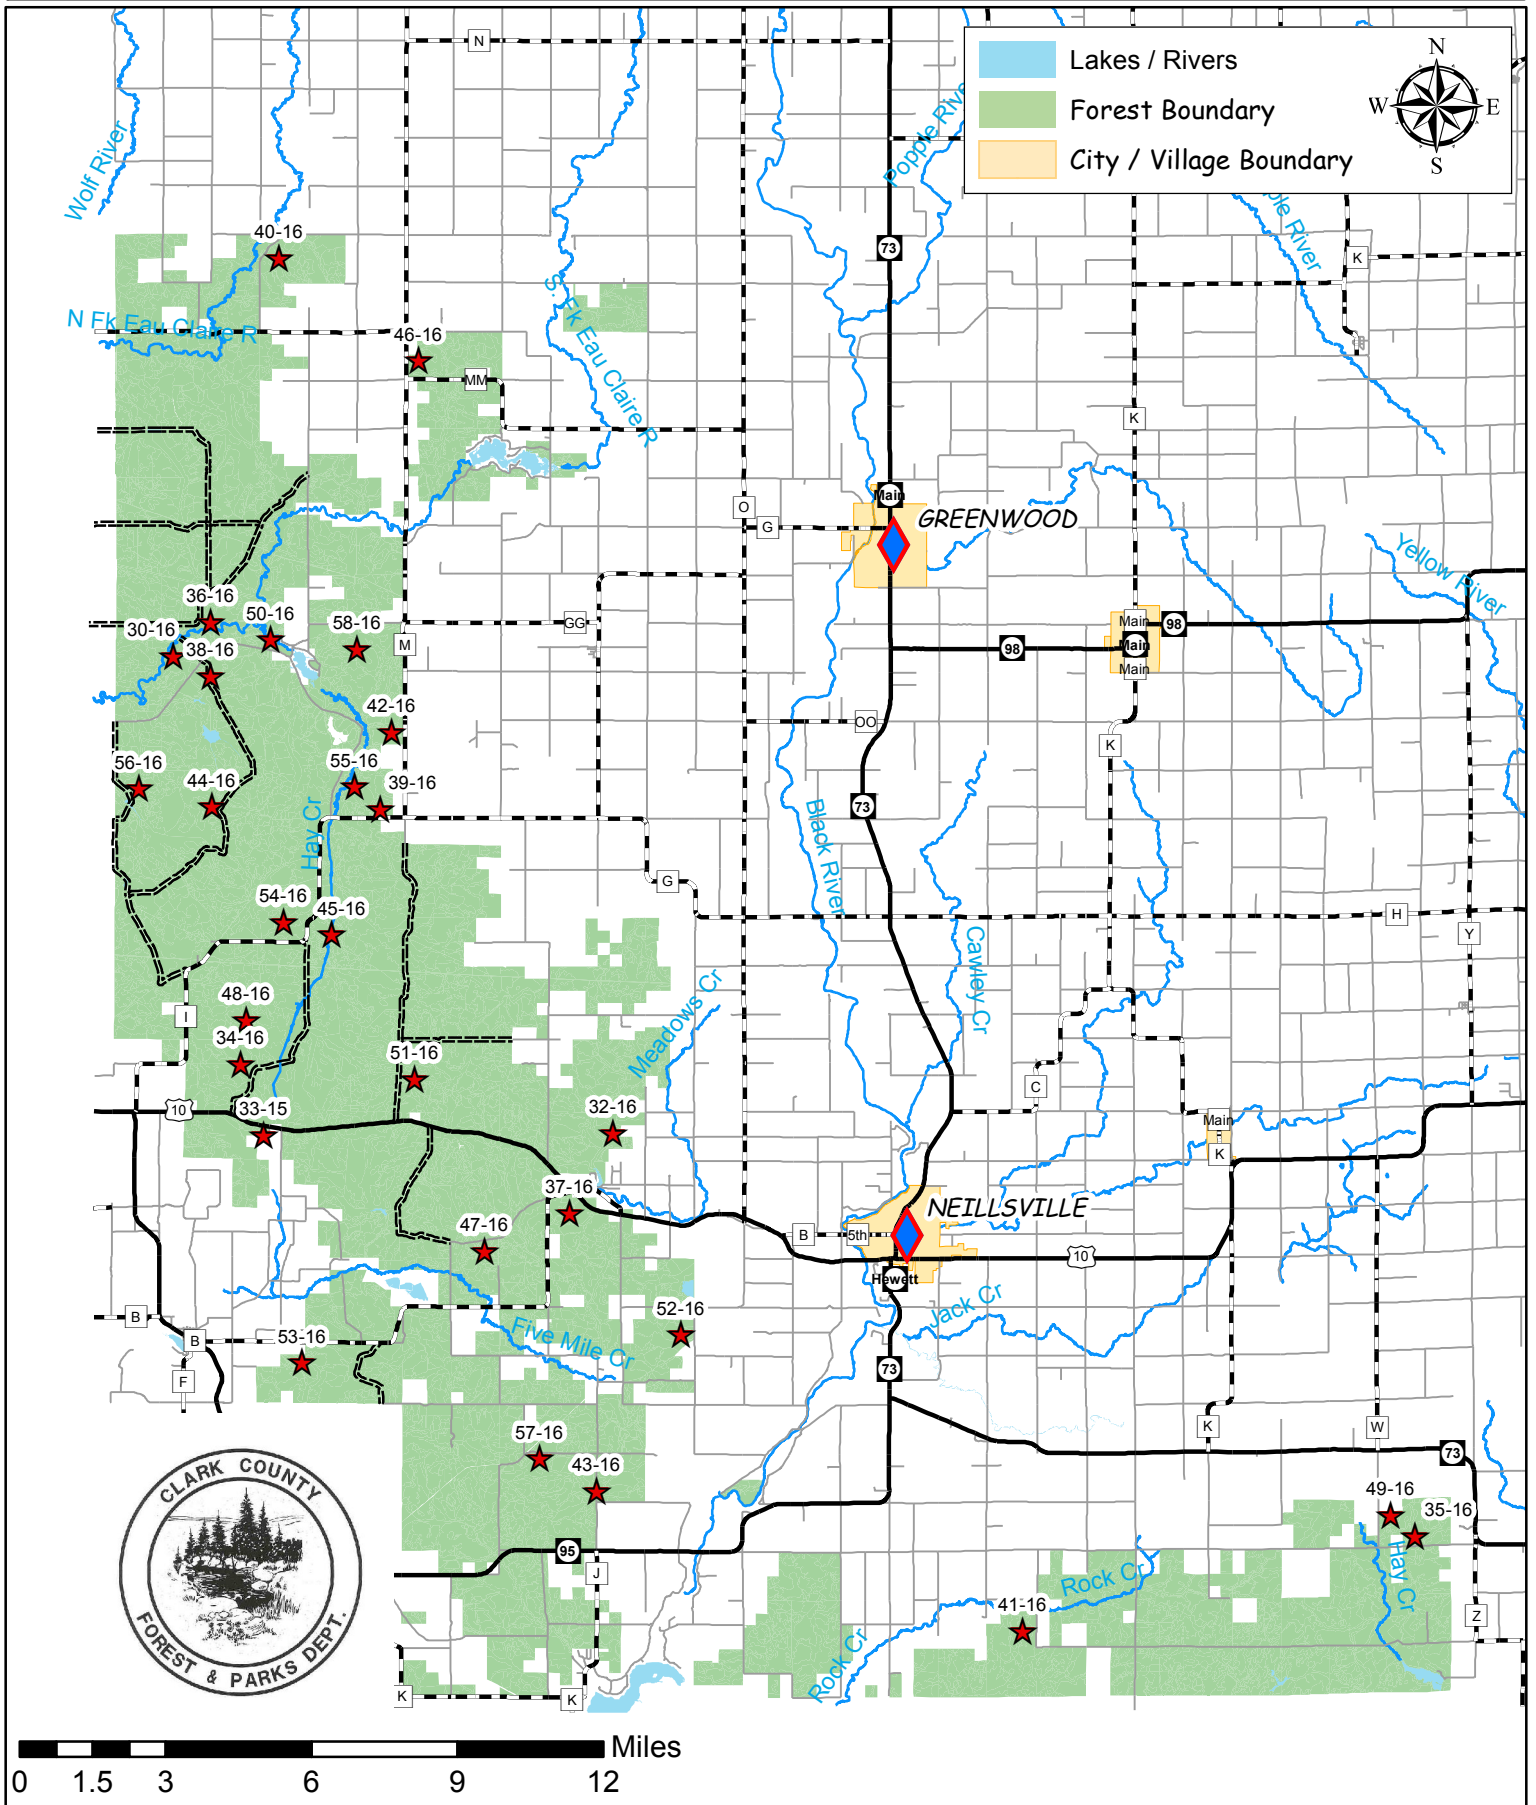 N
Lakes / Rivers
Forest Boundary
City / Village Boundary
N
W
E
S
Wolf River
Popple River
ple River
40-16
73
K
N Fk Eau Claire R
S. Fk Eau Claire R
46-16
MM
K
Main
O
G
GREENWOOD
Yellow River
36-16
50-16
58-16
30-16
38-16
M
GG
Main
98
98
Main
Main
42-16
OO
K
55-16
56-16
44-16
39-16
73
Hay Cr
Black River
G
54-16
45-16
H
Y
Cawley Cr
Meadows Cr
48-16
I
34-16
51-16
C
10
33-15
32-16
Main
K
37-16
NEILLSVILLE
47-16
B
5th
10
Hewett
52-16
Jack Cr
B
B
53-16
Five Mile Cr
F
73
57-16
K
W
73
43-16
CLARK COUNTY
FOREST & PARKS DEPT.
49-16
35-16
95
J
Rock Cr
Hay Cr
41-16
Z
Rock Cr
K
K
Miles
0 1.5 3 6 9 12